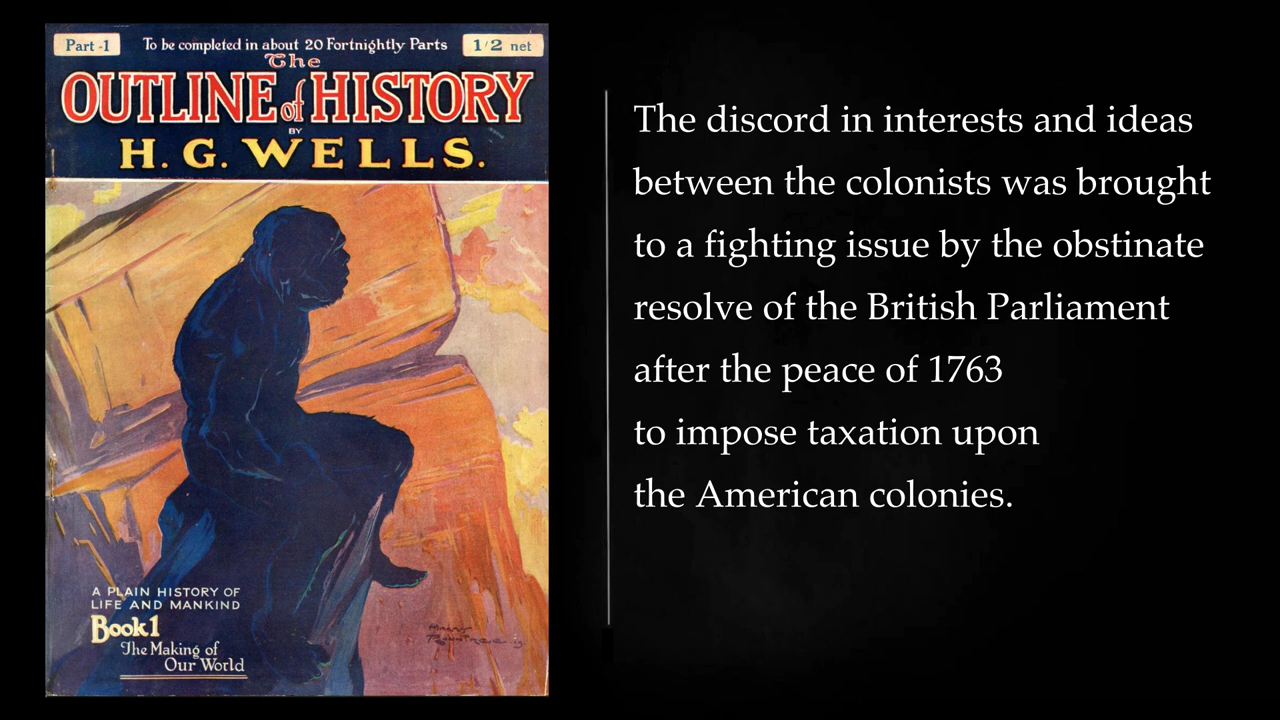 Part -1
To be completed in about 20 Fortnightly Parts
1/2 net
The
OUTLINE of HISTORY
BY
H. G. WELLS.
A PLAIN HISTORY OF
LIFE AND MANKIND
Book 1
The Making of
Our World
The discord in interests and ideas
between the colonists was brought
to a fighting issue by the obstinate
resolve of the British Parliament
after the peace of 1763
to impose taxation upon
the American colonies.